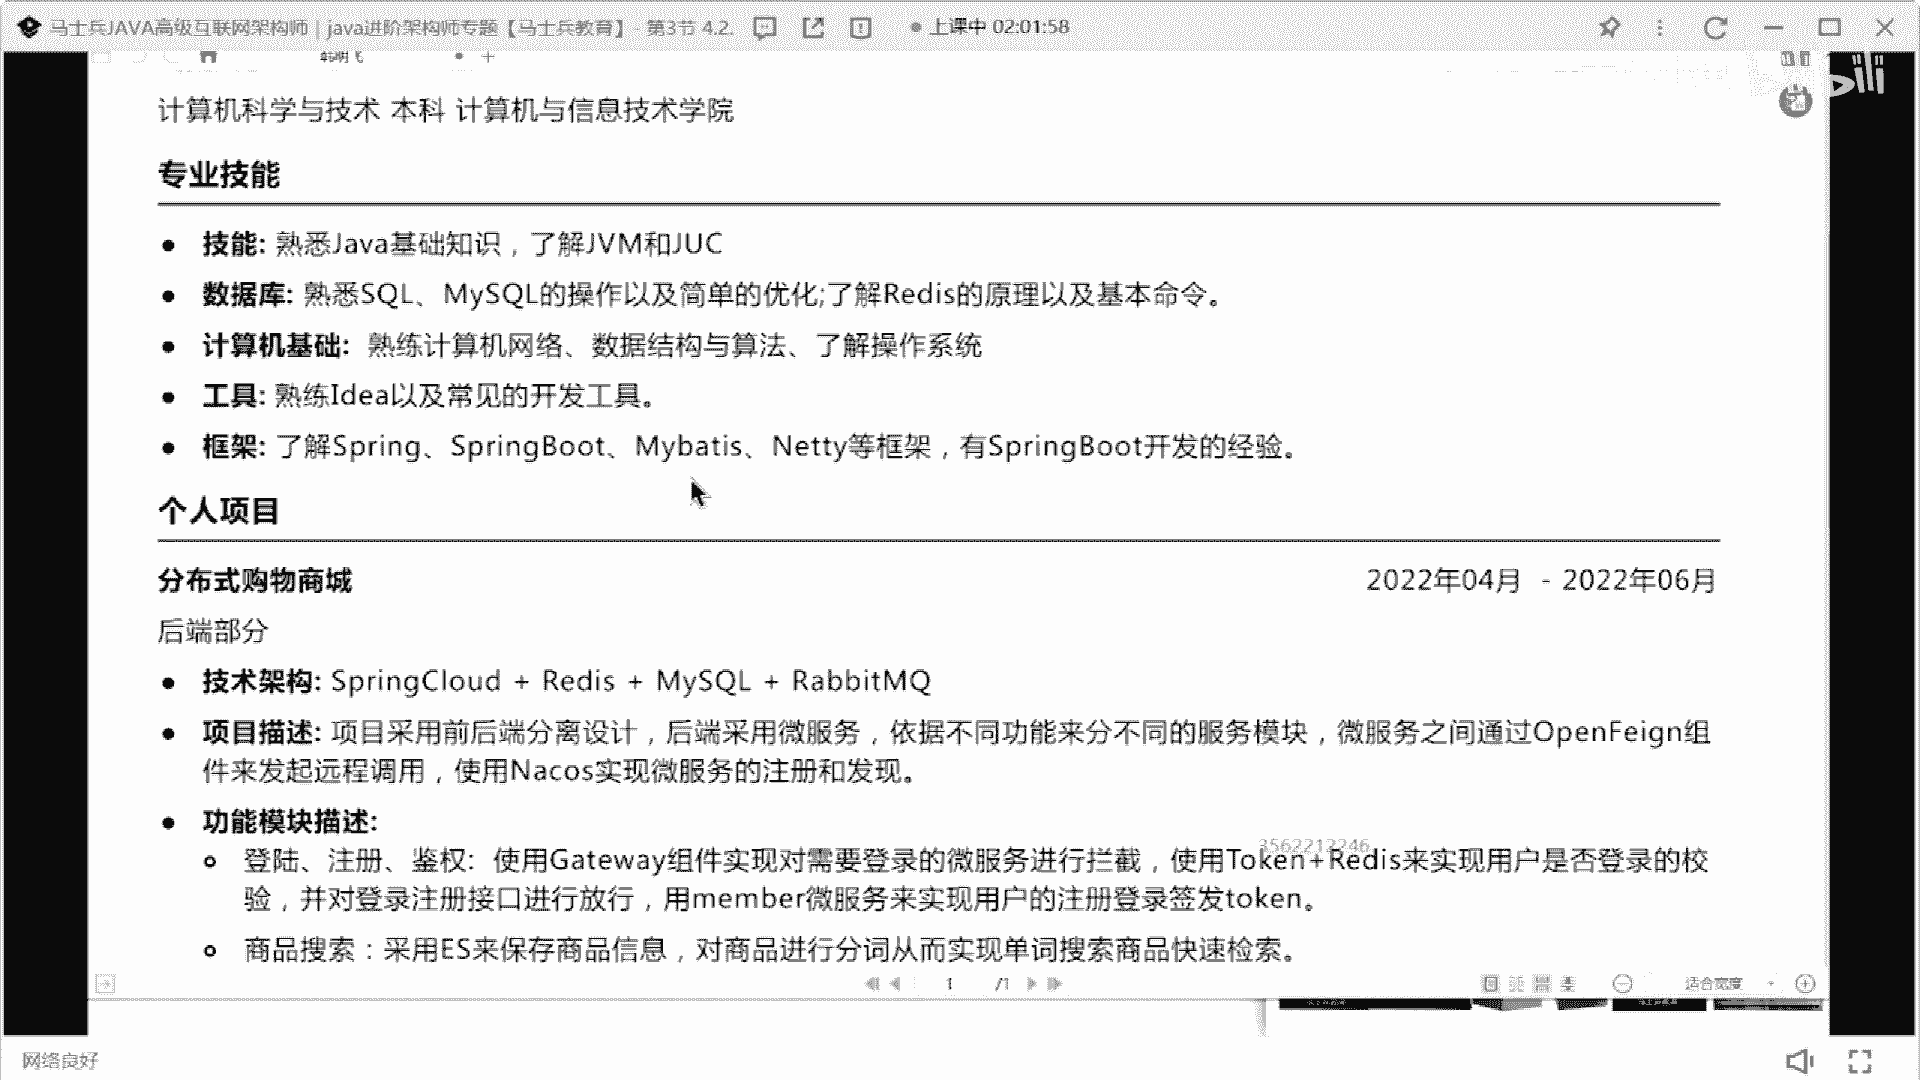 马士兵JAVA高级互联网架构师｜java进阶架构师专题【马士兵教育】 - 第3节 4.2. 上课中 02:01:58
计算机科学与技术 本科 计算机与信息技术学院
专业技能
● 技能: 熟悉Java基础知识，了解JVM和JUC
● 数据库: 熟悉SQL、MySQL的操作以及简单的优化;了解Redis的原理以及基本命令。
● 计算机基础: 熟练计算机网络、数据结构与算法、了解操作系统
● 工具: 熟练Idea以及常见的开发工具。
● 框架: 了解Spring、SpringBoot、Mybatis、Netty等框架，有SpringBoot开发的经验。
个人项目
分布式购物商城 2022年04月 - 2022年06月
后端部分
● 技术架构: SpringCloud + Redis + MySQL + RabbitMQ
● 项目描述: 项目采用前后端分离设计，后端采用微服务，依据不同功能来分不同的服务模块，微服务之间通过OpenFeign组
件来发起远程调用，使用Nacos实现微服务的注册和发现。
● 功能模块描述:
3562212246
登陆、注册、鉴权: 使用Gateway组件实现对需要登录的微服务进行拦截，使用Token+Redis来实现用户是否登录的校
验，并对登录注册接口进行放行，用member微服务来实现用户的注册登录签发token。
商品搜索：采用ES来保存商品信息，对商品进行分词从而实现单词搜索商品快速检索。
1 /1 适合宽度
网络良好